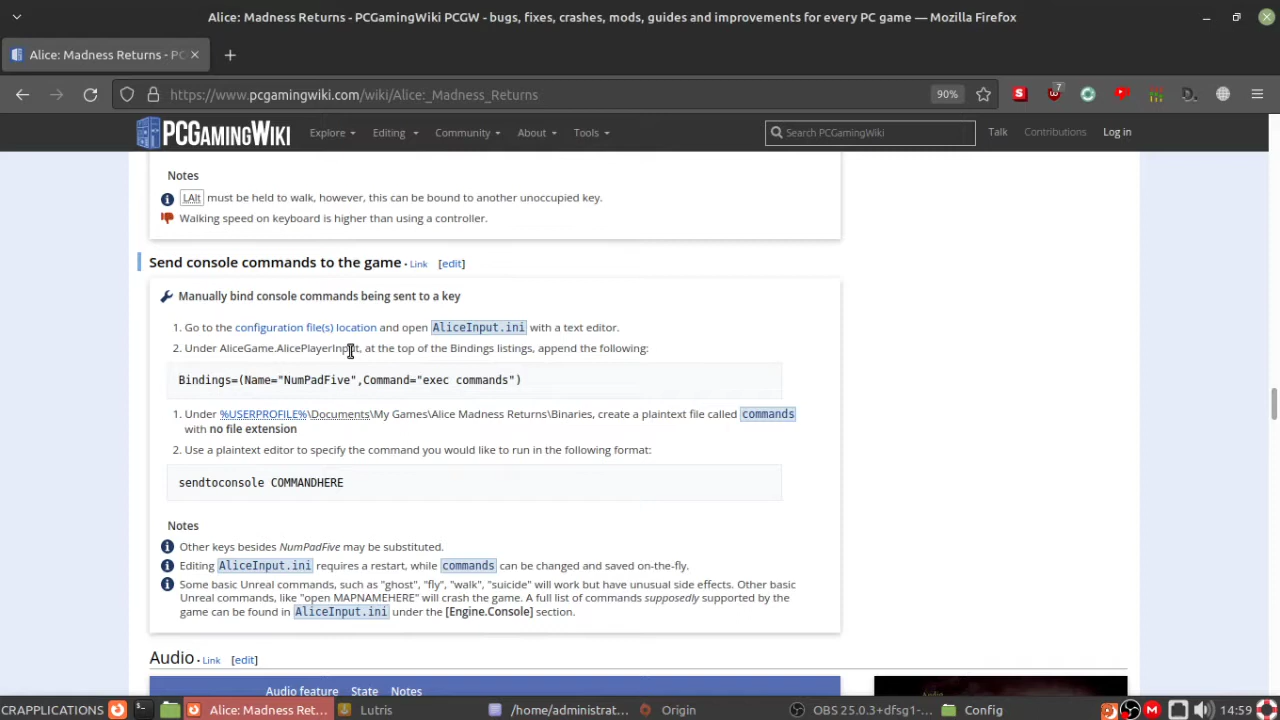 Alice: Madness Returns - PCGamingWiki PCGW - bugs, fixes, crashes, mods, guides and improvements for every PC game — Mozilla Firefox
Alice: Madness Returns - PC
https://www.pcgamingwiki.com/wiki/Alice:_Madness_Returns
90%
7
PCGamingWiki
Explore
Editing
Community
About
Tools
Search PCGamingWiki
Talk
Contributions
Log in
Notes
LAlt must be held to walk, however, this can be bound to another unoccupied key.
Walking speed on keyboard is higher than using a controller.
Send console commands to the game • Link [edit]
Manually bind console commands being sent to a key
1. Go to the configuration file(s) location and open AliceInput.ini with a text editor.
2. Under AliceGame.AlicePlayerInput, at the top of the Bindings listings, append the following:
Bindings=(Name="NumPadFive",Command="exec commands")
1. Under %USERPROFILE%\Documents\My Games\Alice Madness Returns\Binaries, create a plaintext file called commands
with no file extension
2. Use a plaintext editor to specify the command you would like to run in the following format:
sendtoconsole COMMANDHERE
Notes
Other keys besides NumPadFive may be substituted.
Editing AliceInput.ini requires a restart, while commands can be changed and saved on-the-fly.
Some basic Unreal commands, such as "ghost", "fly", "walk", "suicide" will work but have unusual side effects. Other basic
Unreal commands, like "open MAPNAMEHERE" will crash the game. A full list of commands supposedly supported by the
game can be found in AliceInput.ini under the [Engine.Console] section.
Audio • Link [edit]
Audio feature State Notes
Audio
CRAPPLICATIONS
Alice: Madness Ret...
Lutris
/home/administrat...
Origin
OBS 25.0.3+dfsg1-...
Config
14:59